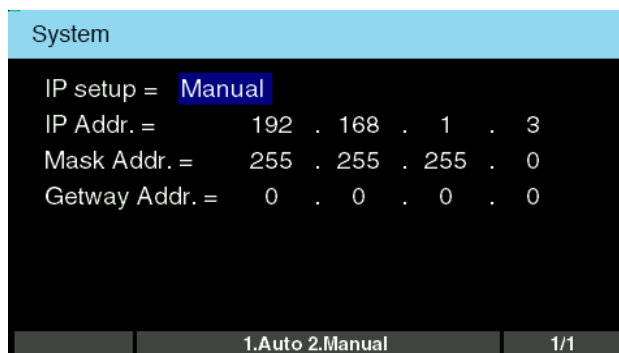 System
IP setup = Manual
IP Addr. = 192 . 168 . 1 . 3
Mask Addr. = 255 . 255 . 255 . 0
Getway Addr. = 0 . 0 . 0 . 0
1.Auto 2.Manual 1/1